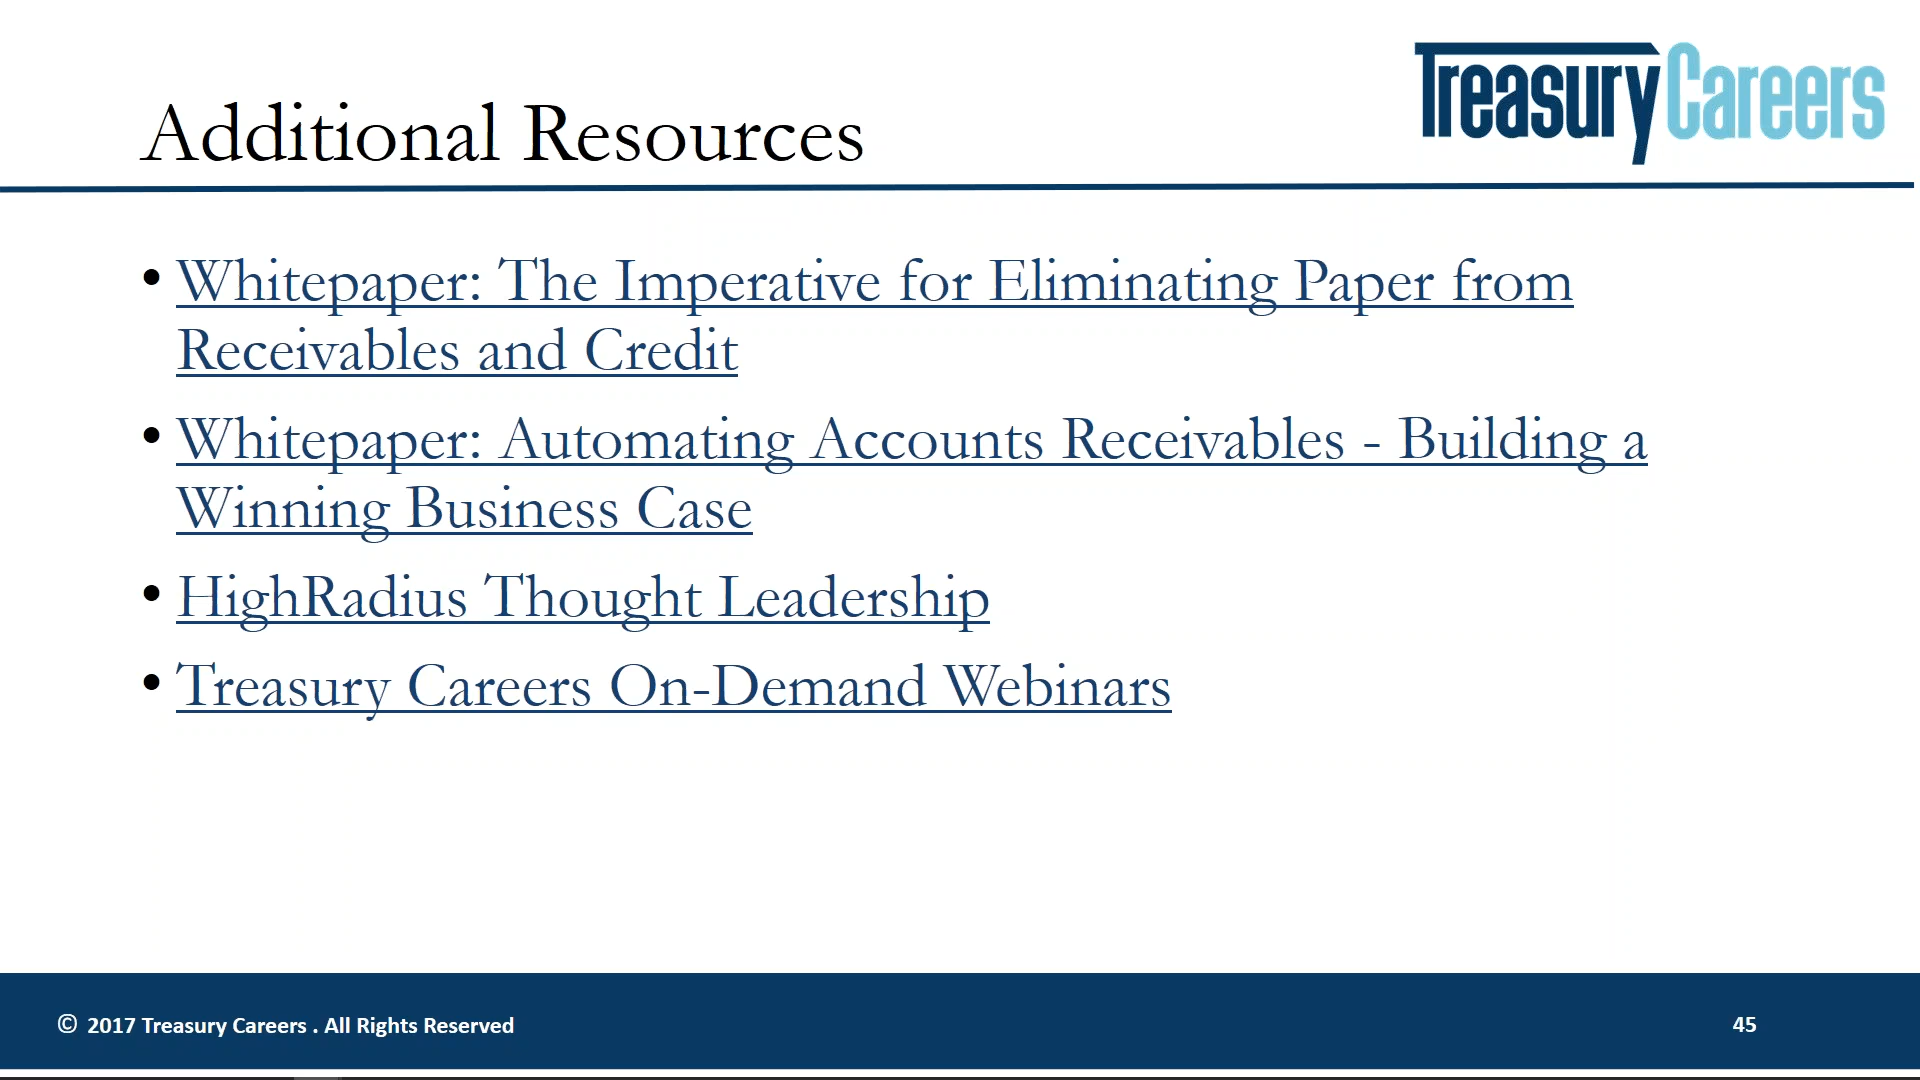 TreasuryCareers
Additional Resources
• Whitepaper: The Imperative for Eliminating Paper from
Receivables and Credit
• Whitepaper: Automating Accounts Receivables - Building a
Winning Business Case
• HighRadius Thought Leadership
• Treasury Careers On-Demand Webinars
© 2017 Treasury Careers . All Rights Reserved
45